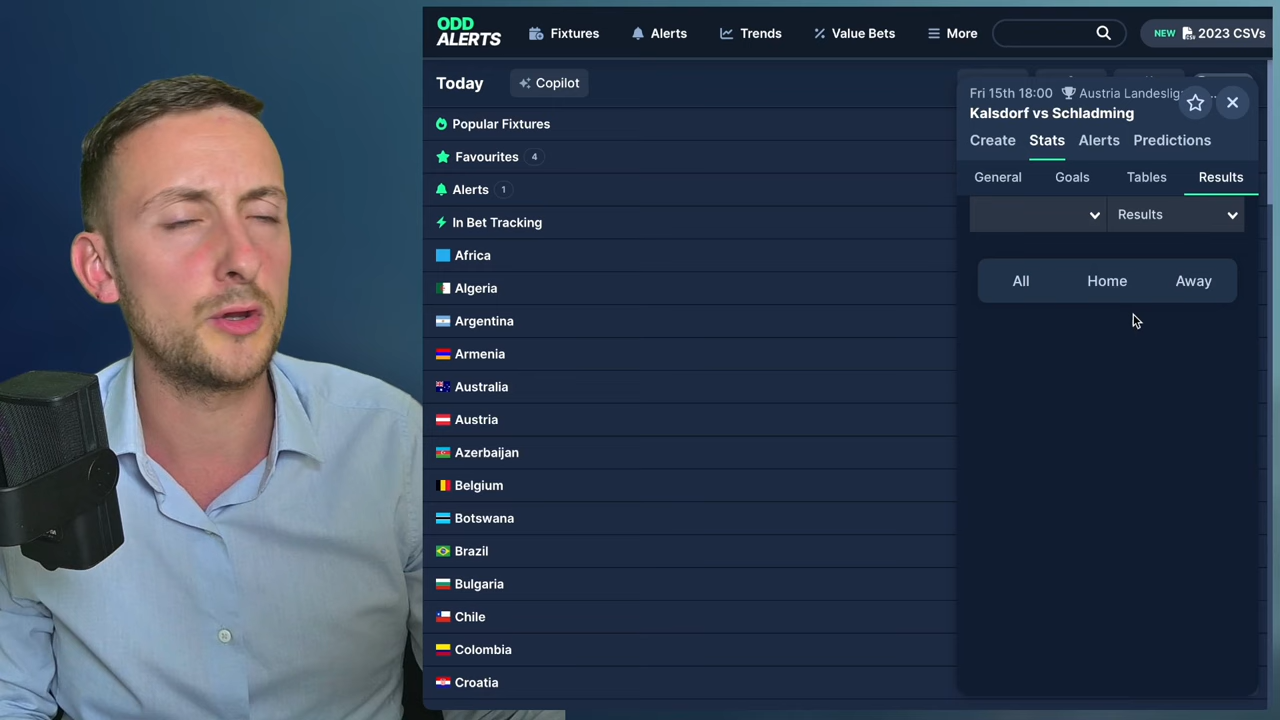 ODD
ALERTS
Fixtures
Alerts
Trends
Value Bets
More
NEW
2023 CSVs
Today
Copilot
Popular Fixtures
Favourites 4
Alerts 1
In Bet Tracking
Africa
Algeria
Argentina
Armenia
Australia
Austria
Azerbaijan
Belgium
Botswana
Brazil
Bulgaria
Chile
Colombia
Croatia
Fri 15th 18:00
Austria Landeslig
Kalsdorf vs Schladming
Create
Stats
Alerts
Predictions
General
Goals
Tables
Results
Results
All
Home
Away